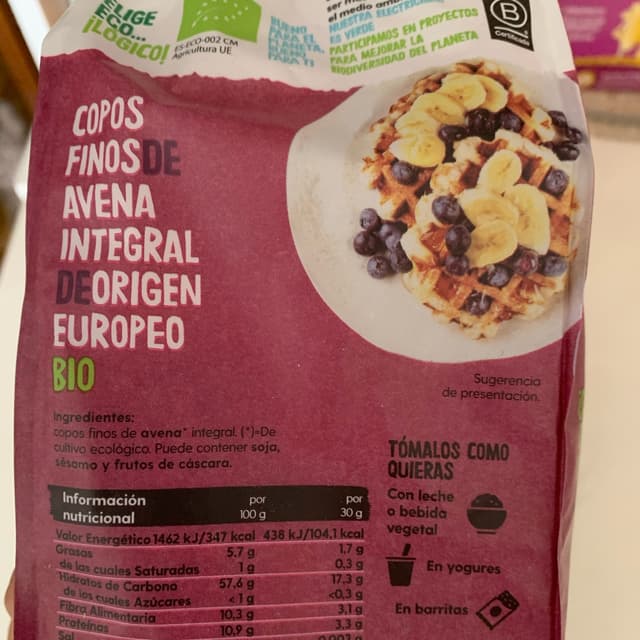 ELIGE
ECO...
¡LÓGICO!
ES-ECO-002 CM
Agricultura UE
BUENO
PARA EL
PLANETA,
PARA TI
el medio
NUESTRA
ES VERDE
PARTICIPAMOS EN PROYECTOS
PARA MEJORAR LA
BIODIVERSIDAD DEL PLANETA
B
Certificada
COPOS
FINOS DE
AVENA
INTEGRAL
DE ORIGEN
EUROPEO
BIO
Sugerencia
de presentación.
Ingredientes:
copos finos de avena* integral. (*)=De
cultivo ecológico. Puede contener soja,
sésamo y frutos de cáscara.
Información nutricional por 100 g por 30 g
Valor Energético 1462 kJ/347 kcal 438 kJ/104,1 kcal
Grasas 5,7 g 1,7 g
de las cuales Saturadas 1 g 0,3 g
Hidratos de Carbono 57,6 g 17,3 g
de los cuales Azúcares <1 g <0,3 g
Fibra Alimentaria 10,3 g 3,1 g
Proteínas 10,9 g 3,3 g
Sal
TÓMALOS COMO
QUIERAS
Con leche
o bebida
vegetal
En yogures
En barritas